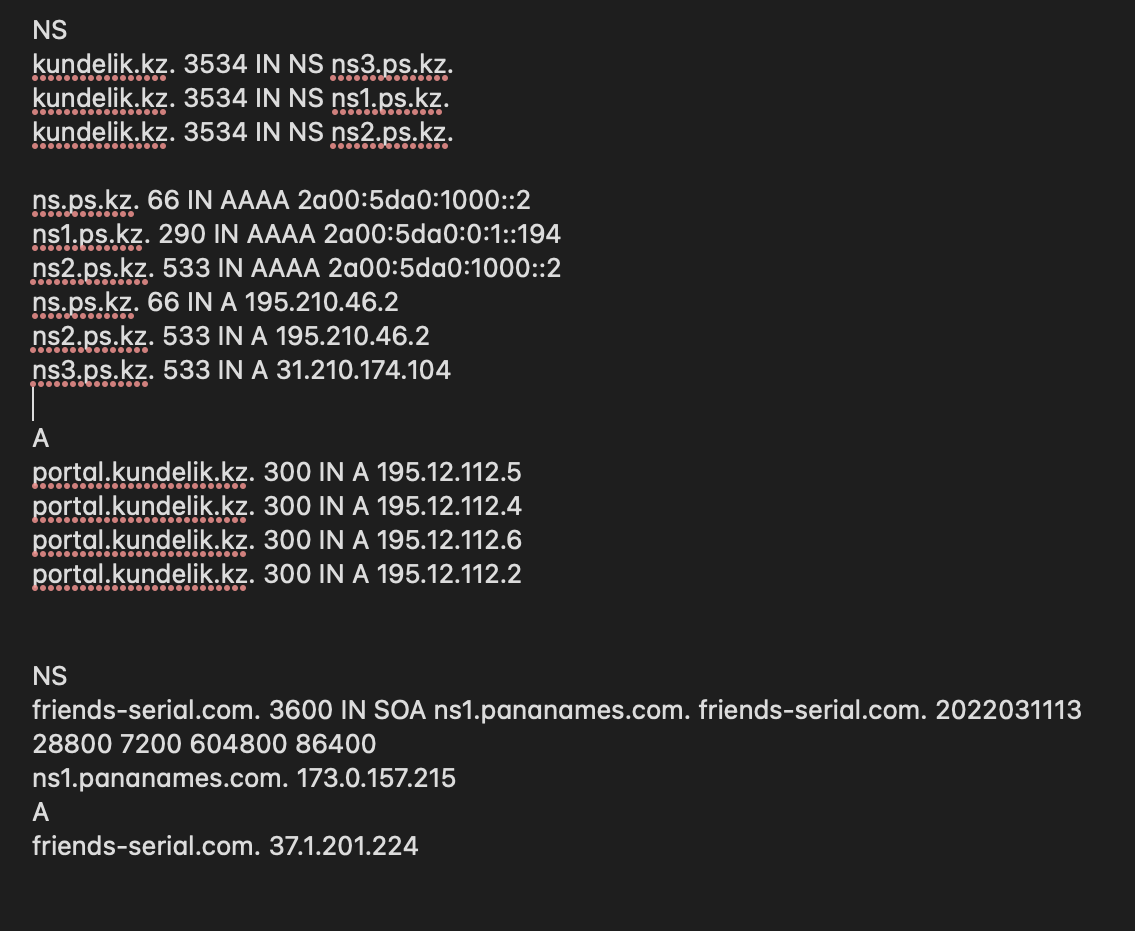 NS
kundelik.kz. 3534 IN NS ns3.ps.kz.
kundelik.kz. 3534 IN NS ns1.ps.kz.
kundelik.kz. 3534 IN NS ns2.ps.kz.
ns.ps.kz. 66 IN AAAA 2a00:5da0:1000::2
ns1.ps.kz. 290 IN AAAA 2a00:5da0:0:1::194
ns2.ps.kz. 533 IN AAAA 2a00:5da0:1000::2
ns.ps.kz. 66 IN A 195.210.46.2
ns2.ps.kz. 533 IN A 195.210.46.2
ns3.ps.kz. 533 IN A 31.210.174.104
A
portal.kundelik.kz. 300 IN A 195.12.112.5
portal.kundelik.kz. 300 IN A 195.12.112.4
portal.kundelik.kz. 300 IN A 195.12.112.6
portal.kundelik.kz. 300 IN A 195.12.112.2
NS
friends-serial.com. 3600 IN SOA ns1.pananames.com. friends-serial.com. 2022031113
28800 7200 604800 86400
ns1.pananames.com. 173.0.157.215
A
friends-serial.com. 37.1.201.224